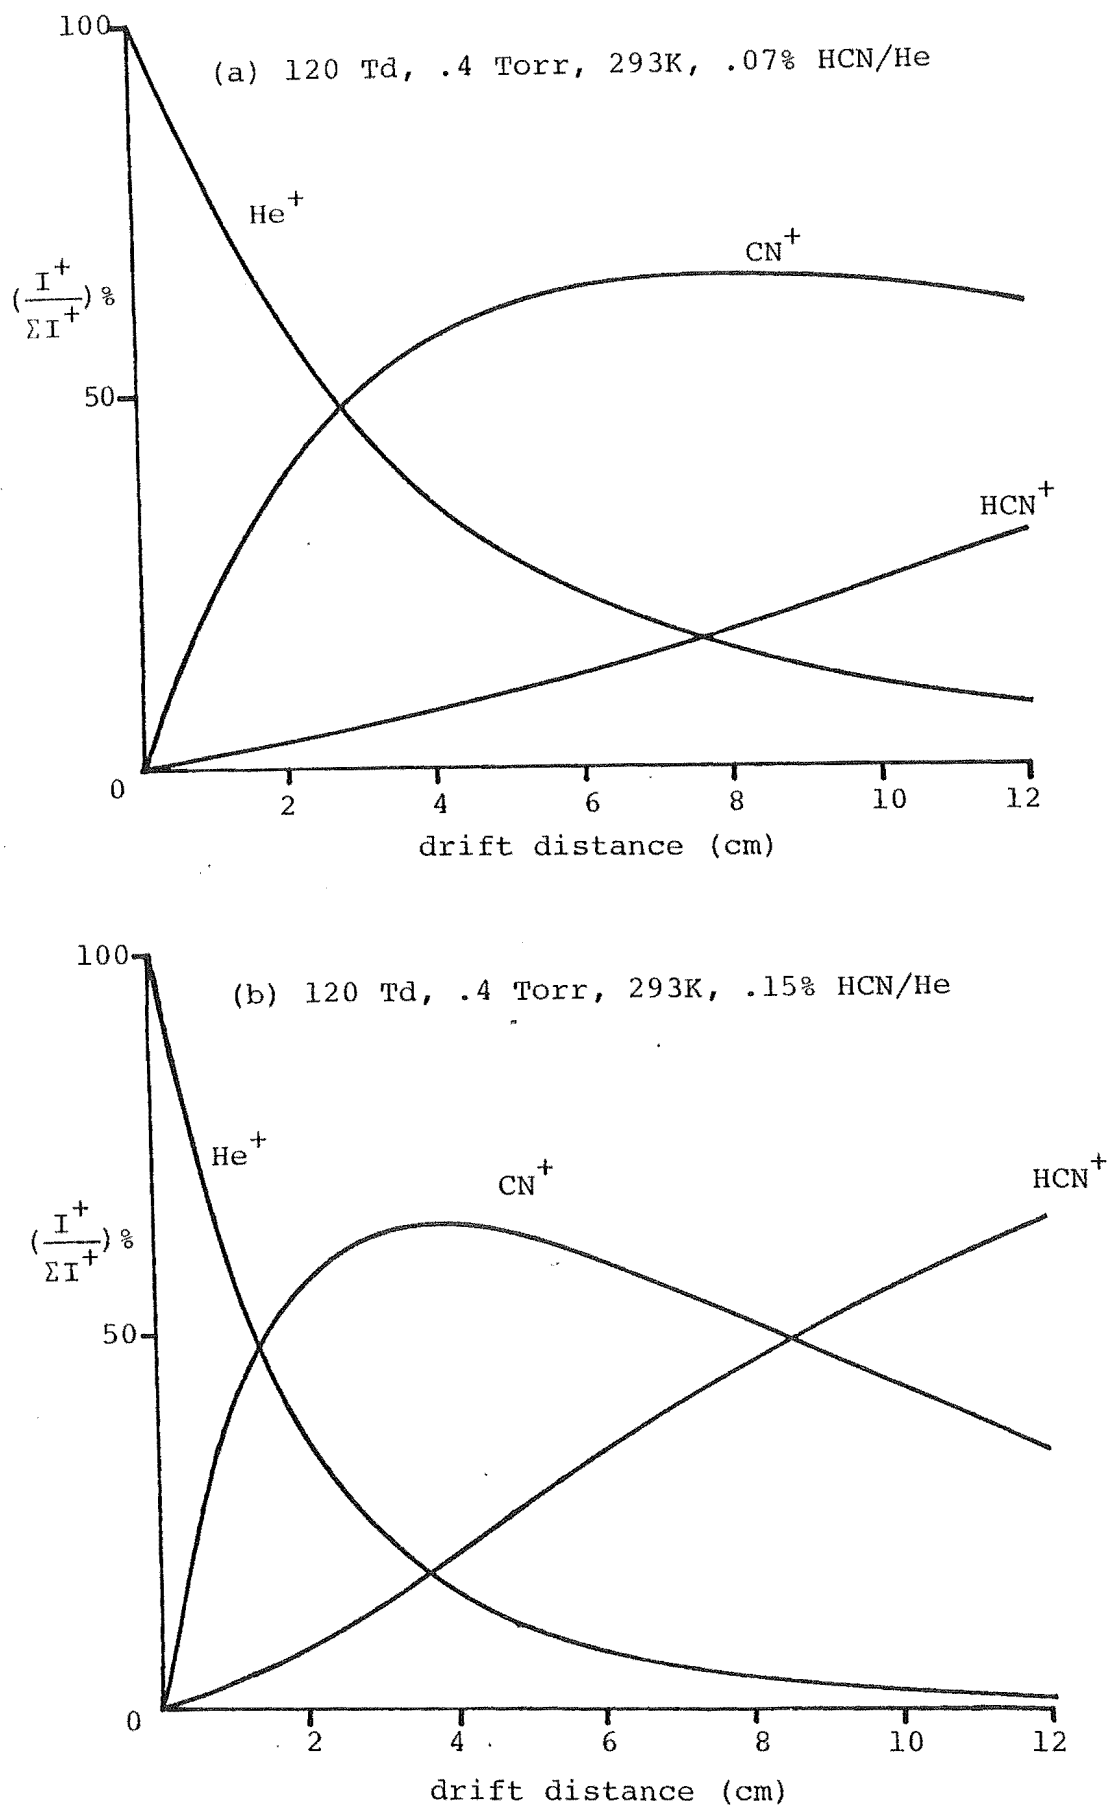 100
(a) 120 Td, .4 Torr, 293K, .07% HCN/He
He+
CN+
(I+/ΣI+)%
50
HCN+
0 2 4 6 8 10 12
drift distance (cm)
100
(b) 120 Td, .4 Torr, 293K, .15% HCN/He
He+
CN+
HCN+
(I+/ΣI+)%
50
0 2 4 6 8 10 12
drift distance (cm)